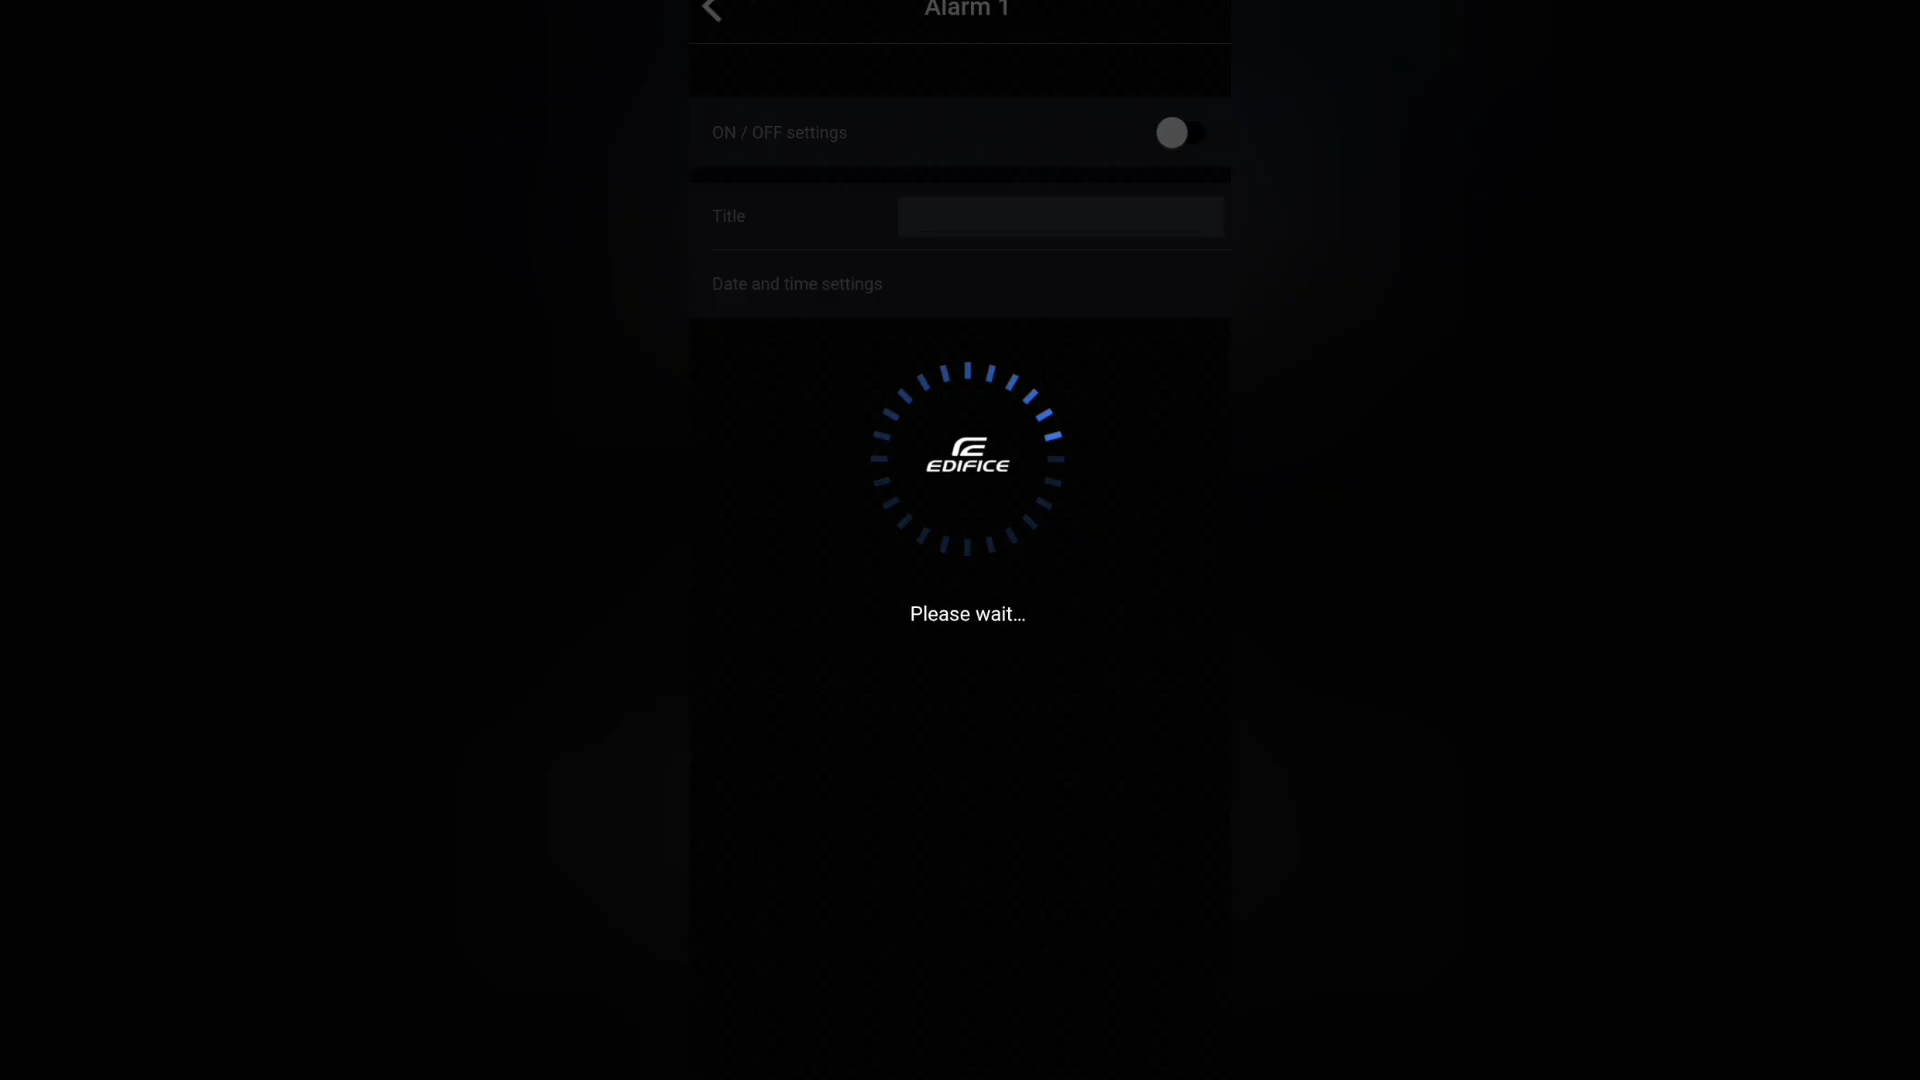 Alarm 1
ON / OFF settings
Title
Date and time settings
EDIFICE
Please wait...